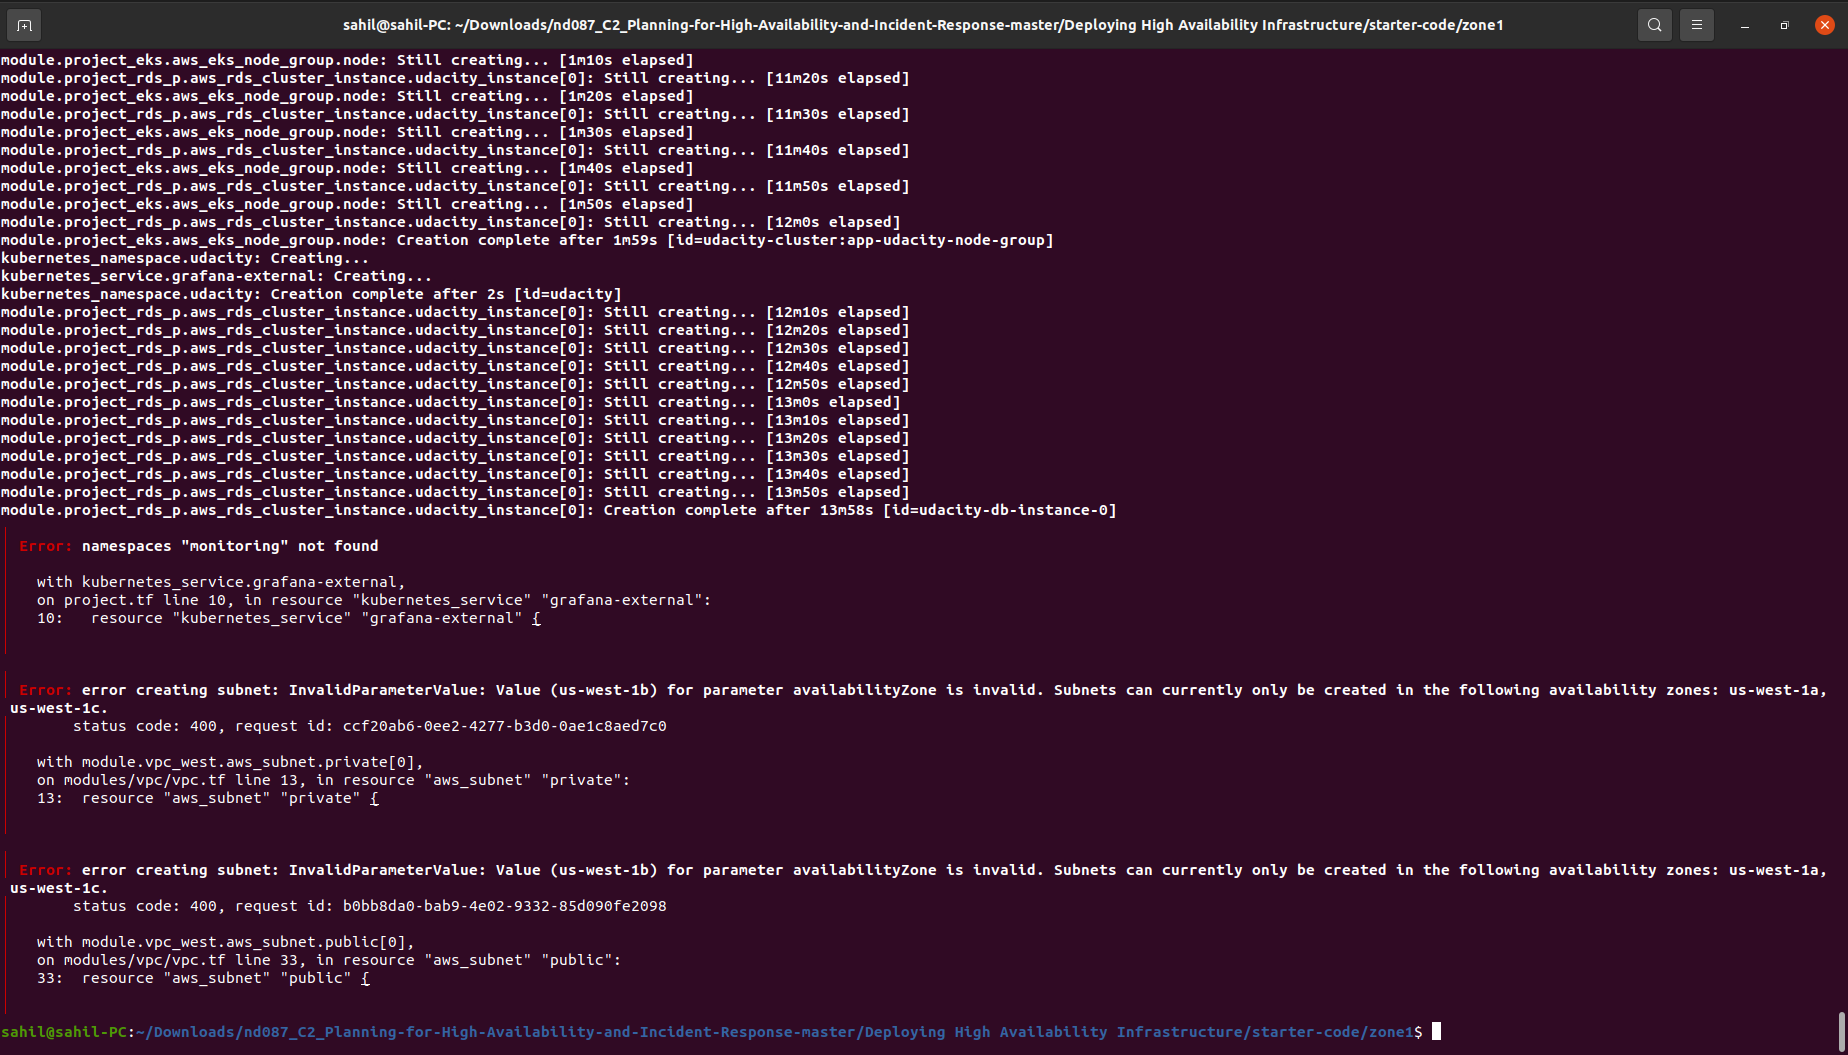 sahil@sahil-PC: ~/Downloads/nd087_C2_Planning-for-High-Availability-and-Incident-Response-master/Deploying High Availability Infrastructure/starter-code/zone1
module.project_eks.aws_eks_node_group.node: Still creating... [1m10s elapsed]
module.project_rds_p.aws_rds_cluster_instance.udacity_instance[0]: Still creating... [11m20s elapsed]
module.project_eks.aws_eks_node_group.node: Still creating... [1m20s elapsed]
module.project_rds_p.aws_rds_cluster_instance.udacity_instance[0]: Still creating... [11m30s elapsed]
module.project_eks.aws_eks_node_group.node: Still creating... [1m30s elapsed]
module.project_rds_p.aws_rds_cluster_instance.udacity_instance[0]: Still creating... [11m40s elapsed]
module.project_eks.aws_eks_node_group.node: Still creating... [1m40s elapsed]
module.project_rds_p.aws_rds_cluster_instance.udacity_instance[0]: Still creating... [11m50s elapsed]
module.project_eks.aws_eks_node_group.node: Still creating... [1m50s elapsed]
module.project_rds_p.aws_rds_cluster_instance.udacity_instance[0]: Still creating... [12m0s elapsed]
module.project_eks.aws_eks_node_group.node: Creation complete after 1m59s [id=udacity-cluster:app-udacity-node-group]
kubernetes_namespace.udacity: Creating...
kubernetes_service.grafana-external: Creating...
kubernetes_namespace.udacity: Creation complete after 2s [id=udacity]
module.project_rds_p.aws_rds_cluster_instance.udacity_instance[0]: Still creating... [12m10s elapsed]
module.project_rds_p.aws_rds_cluster_instance.udacity_instance[0]: Still creating... [12m20s elapsed]
module.project_rds_p.aws_rds_cluster_instance.udacity_instance[0]: Still creating... [12m30s elapsed]
module.project_rds_p.aws_rds_cluster_instance.udacity_instance[0]: Still creating... [12m40s elapsed]
module.project_rds_p.aws_rds_cluster_instance.udacity_instance[0]: Still creating... [12m50s elapsed]
module.project_rds_p.aws_rds_cluster_instance.udacity_instance[0]: Still creating... [13m0s elapsed]
module.project_rds_p.aws_rds_cluster_instance.udacity_instance[0]: Still creating... [13m10s elapsed]
module.project_rds_p.aws_rds_cluster_instance.udacity_instance[0]: Still creating... [13m20s elapsed]
module.project_rds_p.aws_rds_cluster_instance.udacity_instance[0]: Still creating... [13m30s elapsed]
module.project_rds_p.aws_rds_cluster_instance.udacity_instance[0]: Still creating... [13m40s elapsed]
module.project_rds_p.aws_rds_cluster_instance.udacity_instance[0]: Still creating... [13m50s elapsed]
module.project_rds_p.aws_rds_cluster_instance.udacity_instance[0]: Creation complete after 13m58s [id=udacity-db-instance-0]
Error: namespaces "monitoring" not found
with kubernetes_service.grafana-external,
on project.tf line 10, in resource "kubernetes_service" "grafana-external":
10:   resource "kubernetes_service" "grafana-external" {
Error: error creating subnet: InvalidParameterValue: Value (us-west-1b) for parameter availabilityZone is invalid. Subnets can currently only be created in the following availability zones: us-west-1a,
us-west-1c.
status code: 400, request id: ccf20ab6-0ee2-4277-b3d0-0ae1c8aed7c0
with module.vpc_west.aws_subnet.private[0],
on modules/vpc/vpc.tf line 13, in resource "aws_subnet" "private":
13:  resource "aws_subnet" "private" {
Error: error creating subnet: InvalidParameterValue: Value (us-west-1b) for parameter availabilityZone is invalid. Subnets can currently only be created in the following availability zones: us-west-1a,
us-west-1c.
status code: 400, request id: b0bb8da0-bab9-4e02-9332-85d090fe2098
with module.vpc_west.aws_subnet.public[0],
on modules/vpc/vpc.tf line 33, in resource "aws_subnet" "public":
33:  resource "aws_subnet" "public" {
sahil@sahil-PC:~/Downloads/nd087_C2_Planning-for-High-Availability-and-Incident-Response-master/Deploying High Availability Infrastructure/starter-code/zone1$